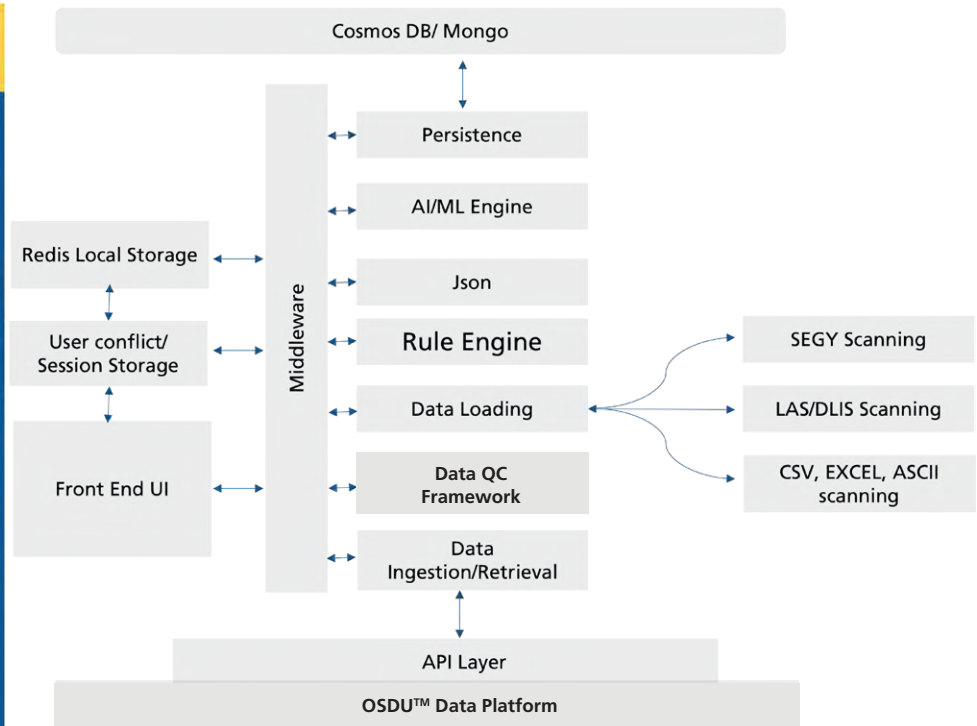 Cosmos DB/ Mongo
Persistence
AI/ML Engine
Redis Local Storage
Json
Middleware
User conflict/
Session Storage
Rule Engine
SEGY Scanning
Data Loading
LAS/DLIS Scanning
Front End UI
Data QC
Framework
CSV, EXCEL, ASCII
scanning
Data
Ingestion/Retrieval
API Layer
OSDU™ Data Platform